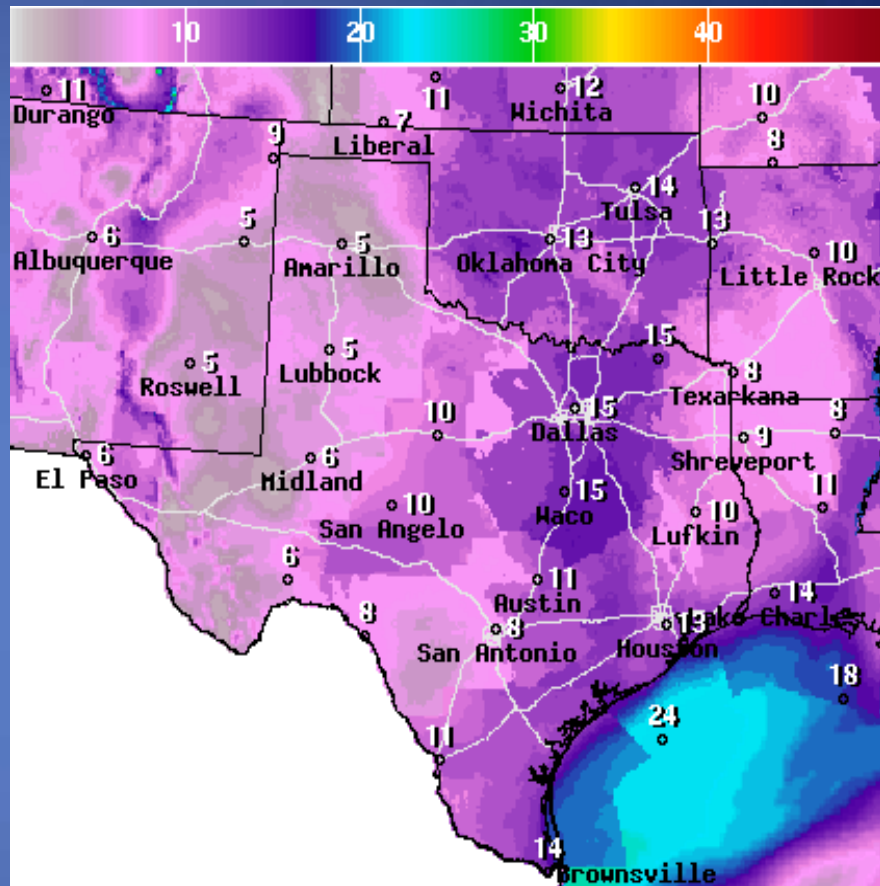 10 20 30 40
11 11 12 10
Durango Wichita
7
Liberal
9 8
14
Tulsa
6 5 5 13 13 10
Albuquerque Amarillo Oklahoma City Little Rock
5 5 15 8
Roswell Lubbock Texarkana
10 15 9 8
Dallas
6 6 Shreveport
El Paso Midland
10 15 10 11
San Angelo Waco Lufkin
6 11 14
Austin
8 8 13 Lake Charles
San Antonio Houston
18
24
11
14
Brownsville